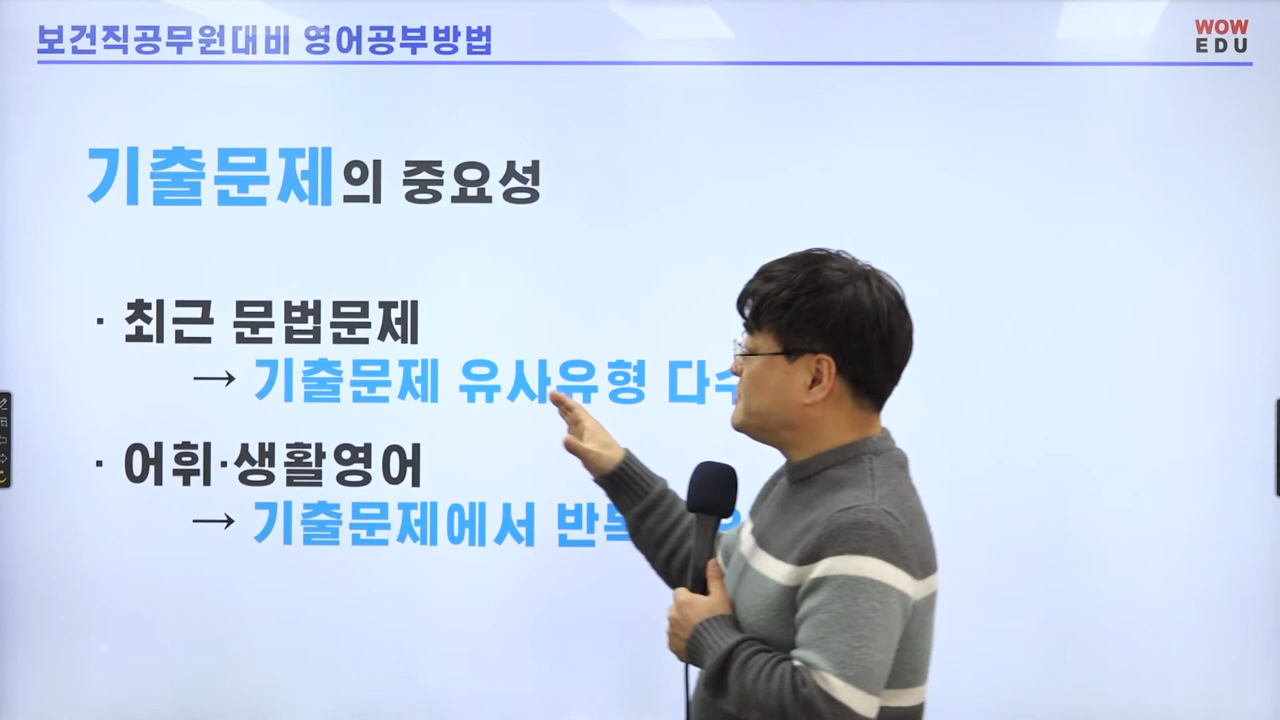 보건직공무원대비 영어공부방법
WOW
EDU
기출문제의 중요성
· 최근 문법문제
→ 기출문제 유사유형
· 어휘·생활영어
→ 기출문제에서